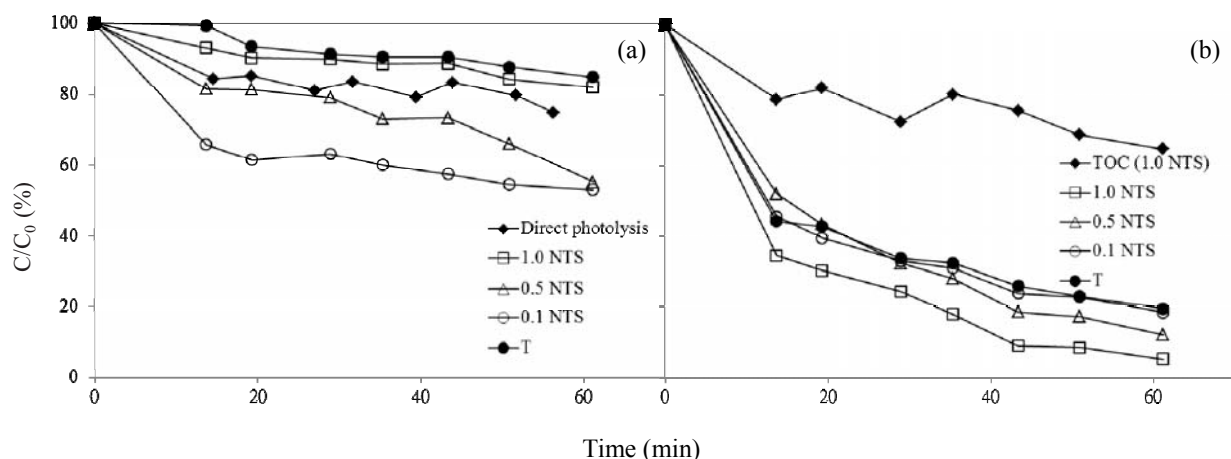 100
80
60
40
20
0
C/C0 (%)
(a)
Direct photolysis
1.0 NTS
0.5 NTS
0.1 NTS
T
0 20 40 60
(b)
TOC (1.0 NTS)
1.0 NTS
0.5 NTS
0.1 NTS
T
0 20 40 60
Time (min)